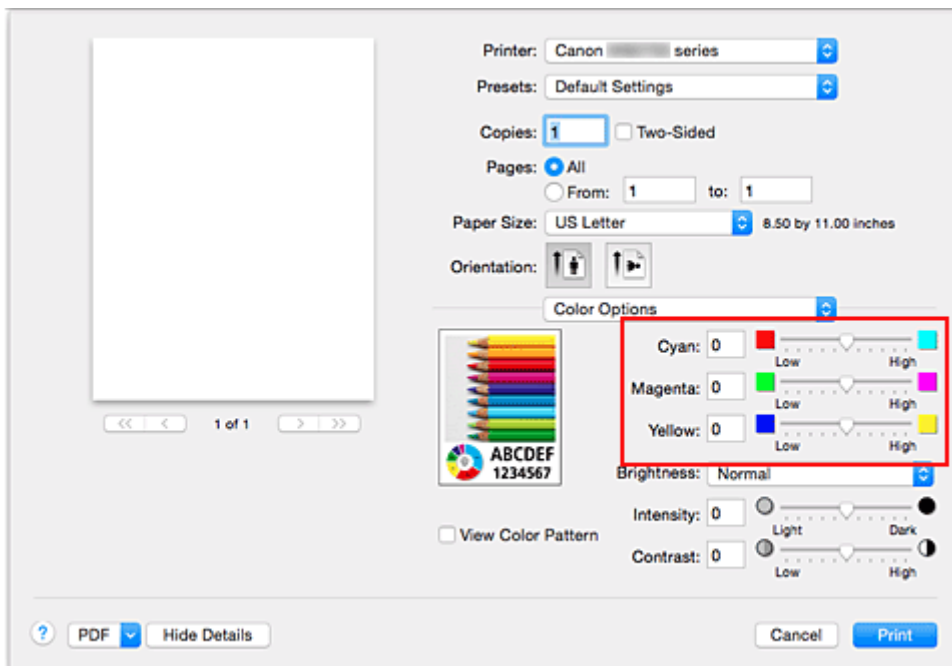 Printer: Canon series
Presets: Default Settings
Copies: 1 Two-Sided
Pages: All
From: 1 to: 1
Paper Size: US Letter 8.50 by 11.00 inches
Orientation:
Color Options
Cyan: 0
Low High
Magenta: 0
Low High
Yellow: 0
Low High
ABCDEF
1234567
Brightness: Normal
Intensity: 0
Light Dark
View Color Pattern
Contrast: 0
Low High
<< < 1 of 1 > >>
? PDF Hide Details Cancel Print